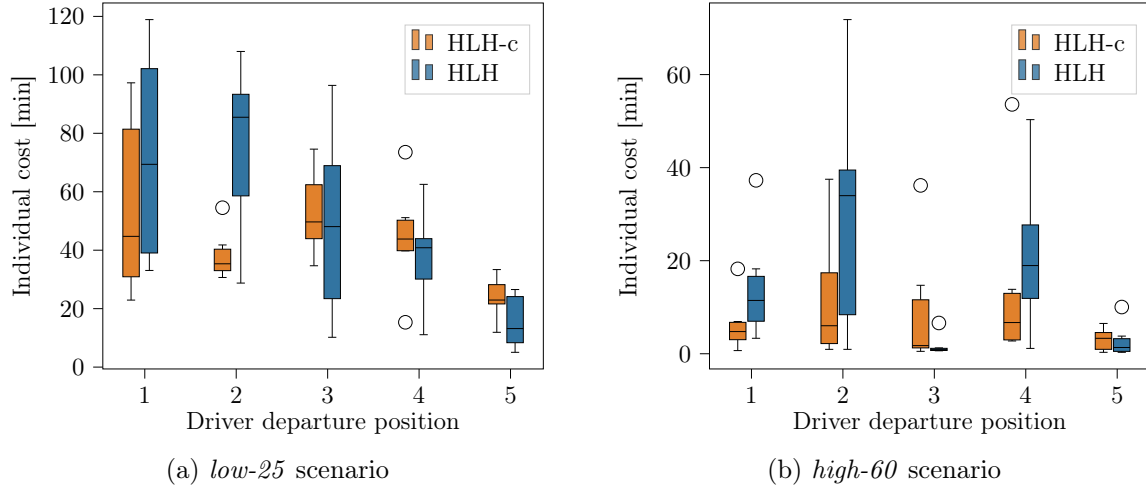 120
100
80
60
40
20
0
Individual cost [min]
HLH-c
HLH
1 2 3 4 5
Driver departure position
(a) low-25 scenario
60
40
20
0
Individual cost [min]
HLH-c
HLH
1 2 3 4 5
Driver departure position
(b) high-60 scenario